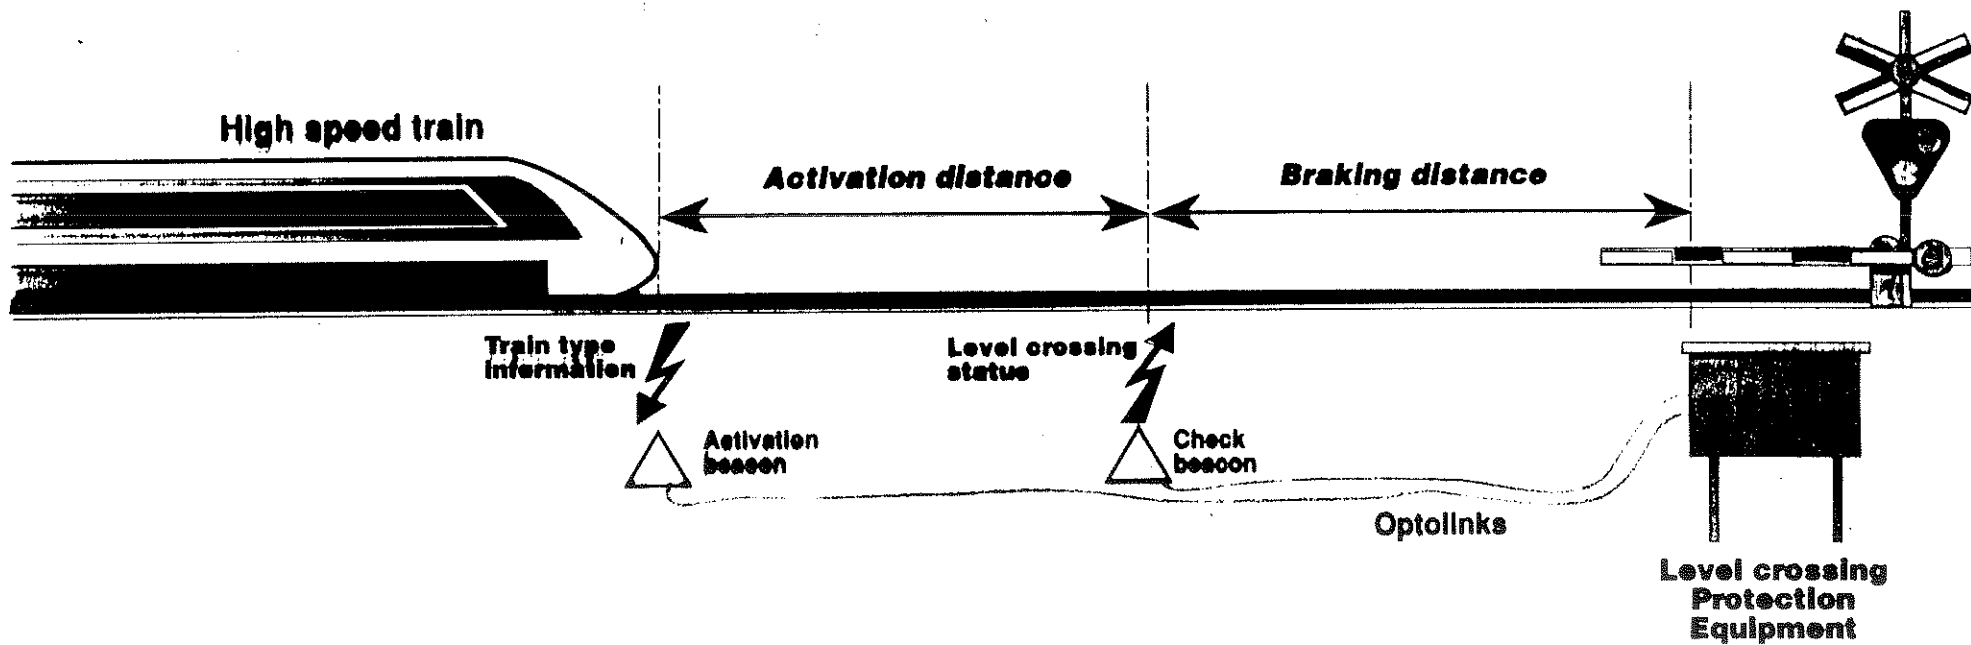 High speed train
Activation distance
Braking distance
Train type
information
Level crossing
status
Activation
beacon
Check
beacon
Optolinks
Level crossing
Protection
Equipment